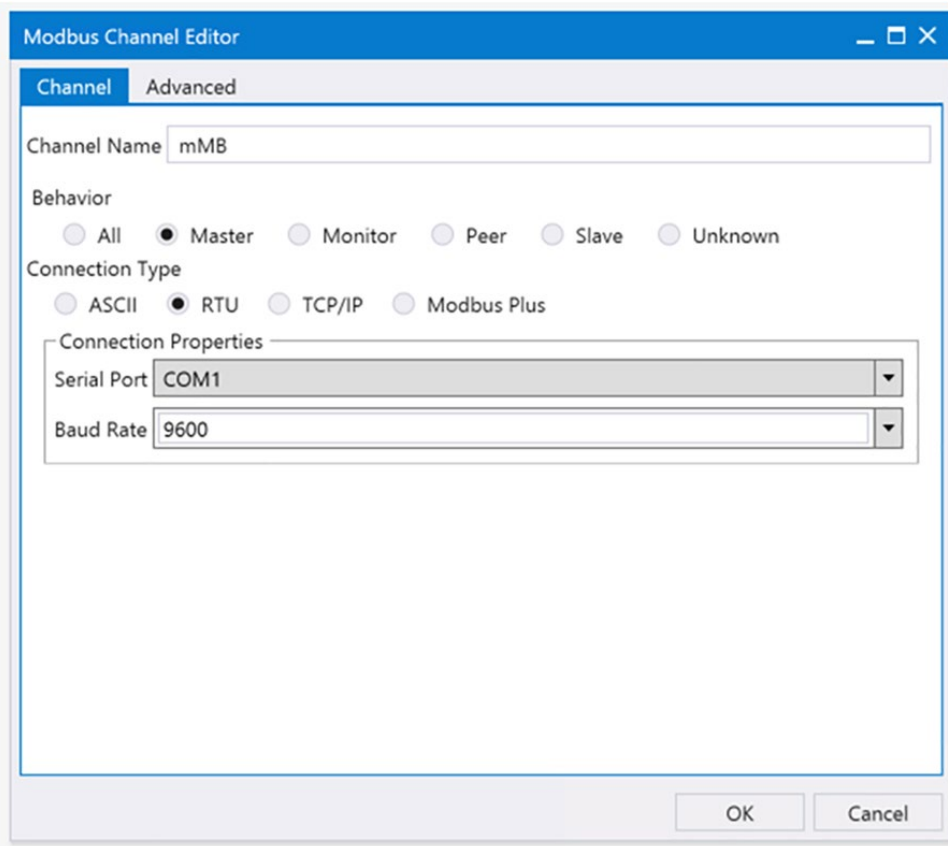 Modbus Channel Editor
Channel Advanced
Channel Name mMB
Behavior
All Master Monitor Peer Slave Unknown
Connection Type
ASCII RTU TCP/IP Modbus Plus
Connection Properties
Serial Port COM1
Baud Rate 9600
OK Cancel